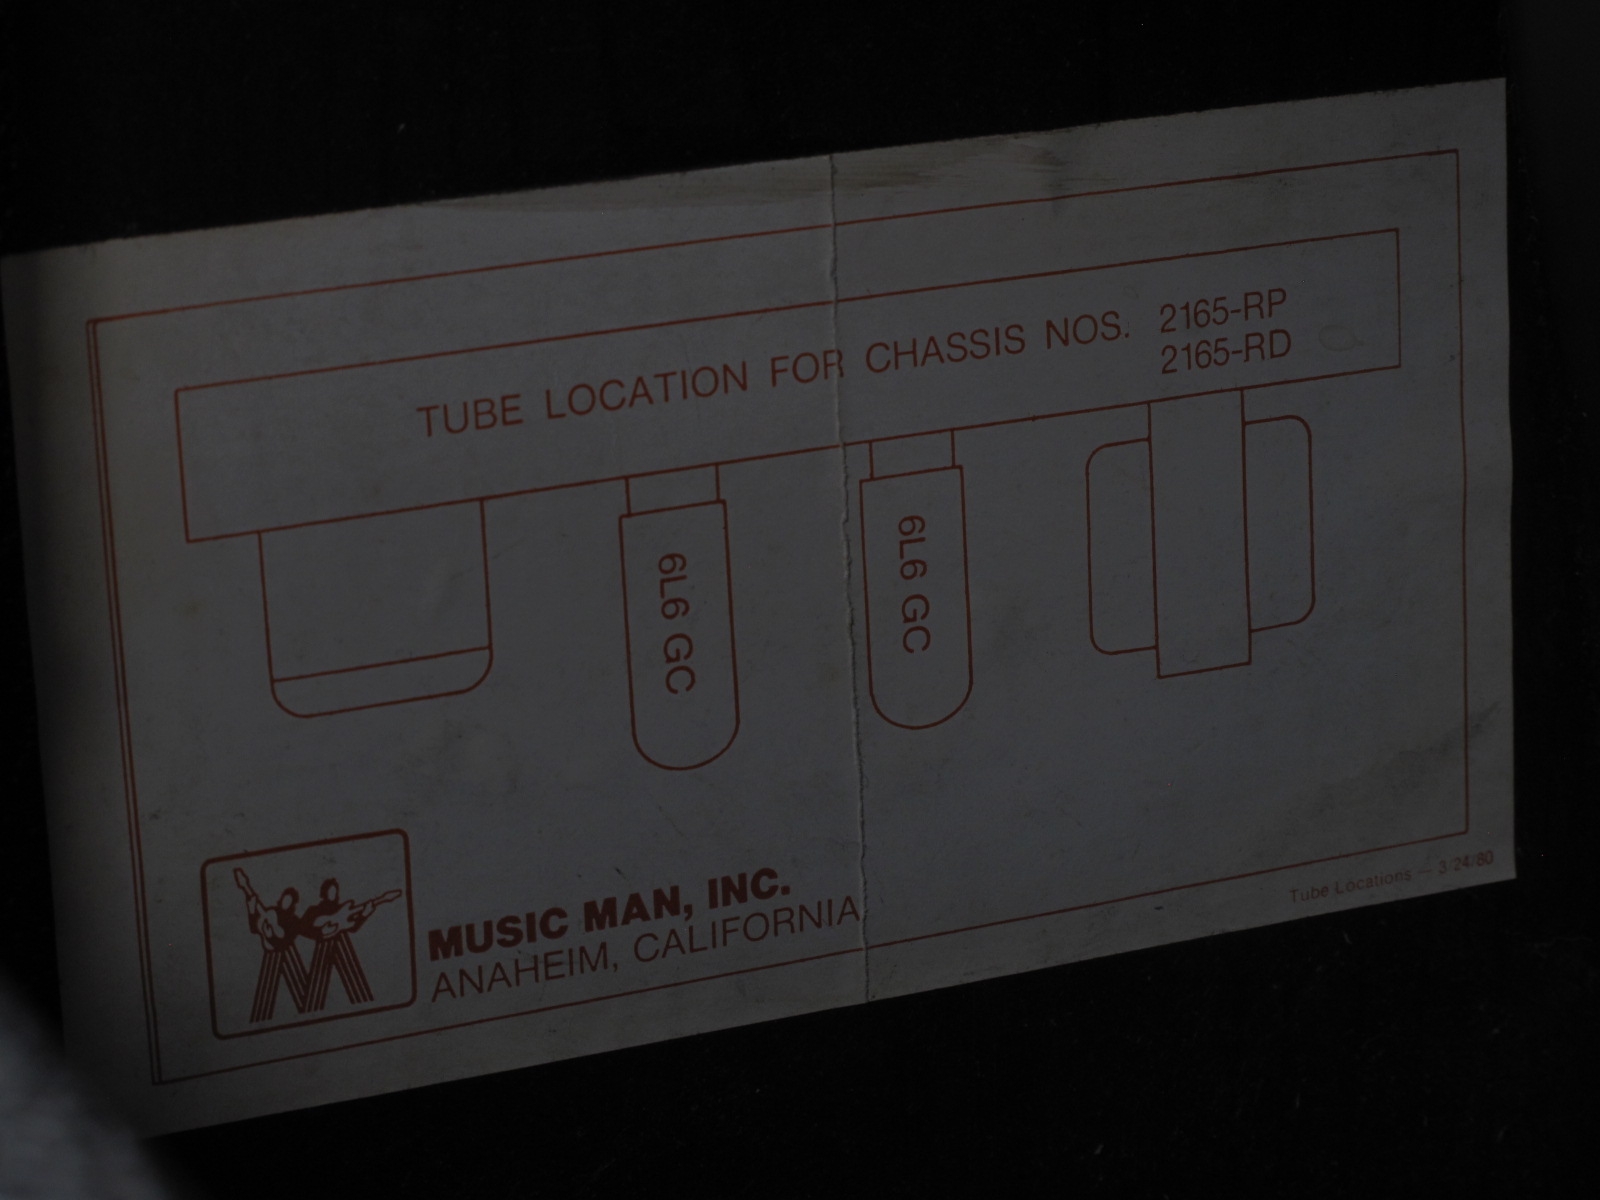 TUBE LOCATION FOR CHASSIS NOS. 2165-RP
2165-RD
6L6 GC
6L6 GC
MUSIC MAN, INC.
ANAHEIM, CALIFORNIA
Tube Locations — 3/24/80